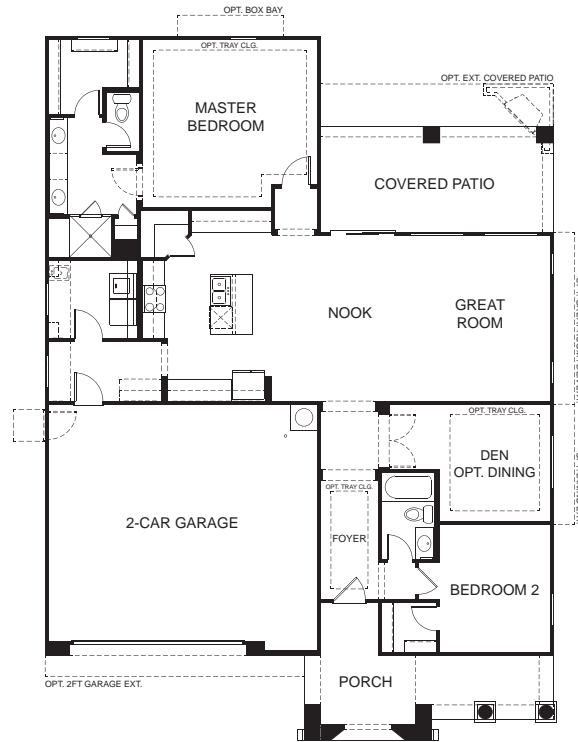 OPT. BOX BAY
OPT. TRAY CLG.
MASTER
BEDROOM
OPT. EXT. COVERED PATIO
COVERED PATIO
NOOK
GREAT
ROOM
OPT. TRAY CLG.
DEN
OPT. DINING
2-CAR GARAGE
OPT. TRAY CLG.
FOYER
BEDROOM 2
OPT. 2FT GARAGE EXT.
PORCH